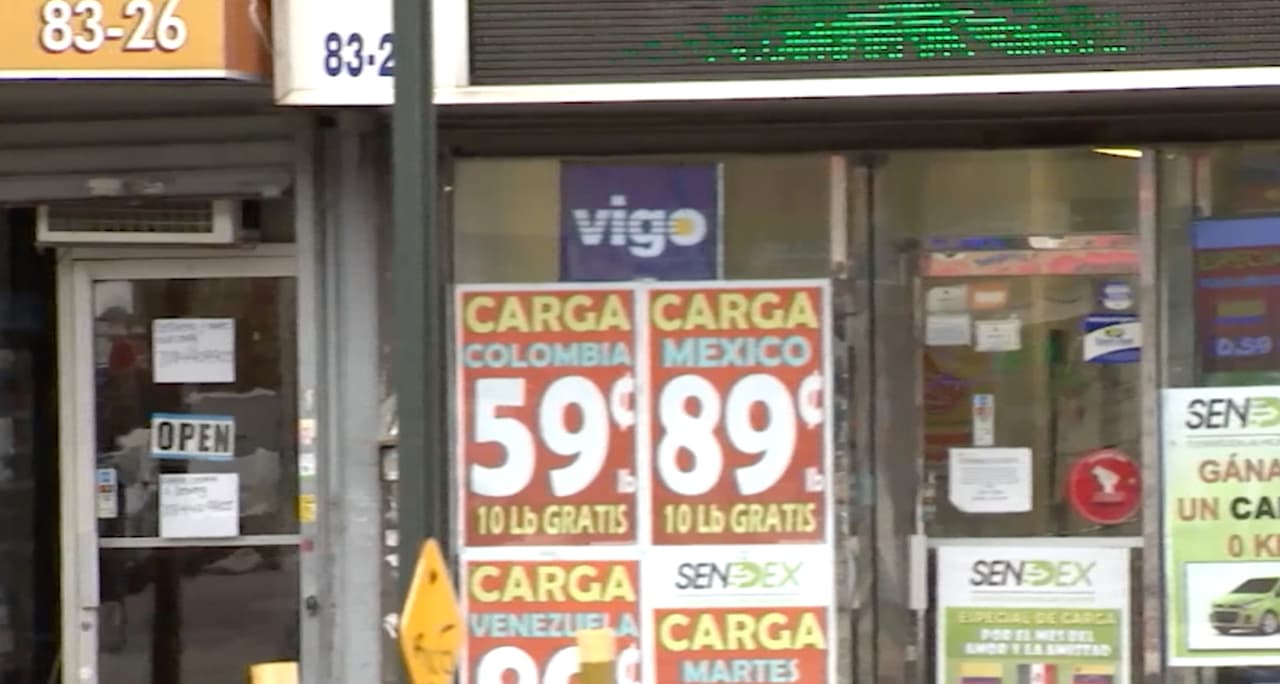 83-26
83-2
vigo
CARGA
COLOMBIA
59¢
lb
10 Lb GRATIS
CARGA
MEXICO
89¢
lb
10 Lb GRATIS
OPEN
CARGA
VENEZUELA
¢
SENDEX
CARGA
MARTES
SENDEX
ESPECIAL DE CARGA
POR EL MES DEL
AMOR Y LA AMISTAD
0.59
SEN
GÁNA
UN CA
0 K